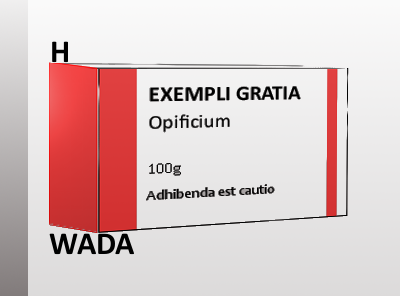 H
EXEMPLI GRATIA
Opificium
100g
Adhibenda est cautio
WADA